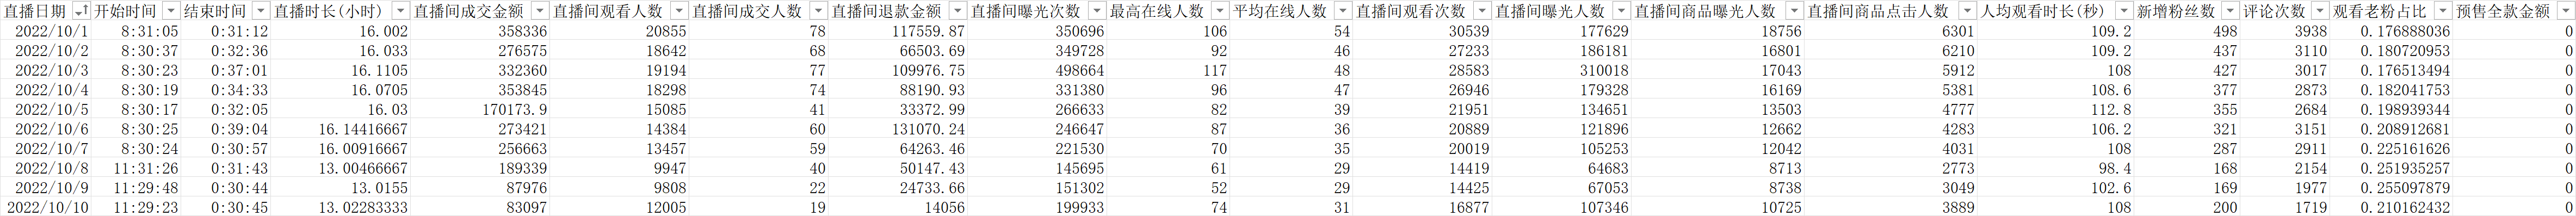 直播日期 开始时间 结束时间 直播时长(小时) 直播间成交金额 直播间观看人数 直播间成交人数 直播间退款金额 直播间曝光次数 最高在线人数 平均在线人数 直播间观看次数 直播间曝光人数 直播间商品曝光人数 直播间商品点击人数 人均观看时长(秒) 新增粉丝数 评论次数 观看老粉占比 预售全款金额
2022/10/1 8:31:05 0:31:12 16.002 358336 20855 78 117559.87 350696 106 54 30539 177629 18756 6301 109.2 498 3938 0.176888036 0
2022/10/2 8:30:37 0:32:36 16.033 276575 18642 68 66503.69 349728 92 46 27233 186181 16801 6210 109.2 437 3110 0.180720953 0
2022/10/3 8:30:23 0:37:01 16.1105 332360 19194 77 109976.75 498664 117 48 28583 310018 17043 5912 108 427 3017 0.176513494 0
2022/10/4 8:30:19 0:34:33 16.0705 353845 18298 74 88190.93 331380 96 47 26946 179328 16169 5381 108.6 377 2873 0.182041753 0
2022/10/5 8:30:17 0:32:05 16.03 170173.9 15085 41 33372.99 266633 82 39 21951 134651 13503 4777 112.8 355 2684 0.198939344 0
2022/10/6 8:30:25 0:39:04 16.14416667 273421 14384 60 131070.24 246647 87 36 20889 121896 12662 4283 106.2 321 3151 0.208912681 0
2022/10/7 8:30:24 0:30:57 16.00916667 256663 13457 59 64263.46 221530 70 35 20019 105253 12042 4031 108 287 2911 0.225161626 0
2022/10/8 11:31:26 0:31:43 13.00466667 189339 9947 40 50147.43 145695 61 29 14419 64683 8713 2773 98.4 168 2154 0.251935257 0
2022/10/9 11:29:48 0:30:44 13.0155 87976 9808 22 24733.66 151302 52 29 14425 67053 8738 3049 102.6 169 1977 0.255097879 0
2022/10/10 11:29:23 0:30:45 13.02283333 83097 12005 19 14056 199933 74 31 16877 107346 10725 3889 108 200 1719 0.210162432 0